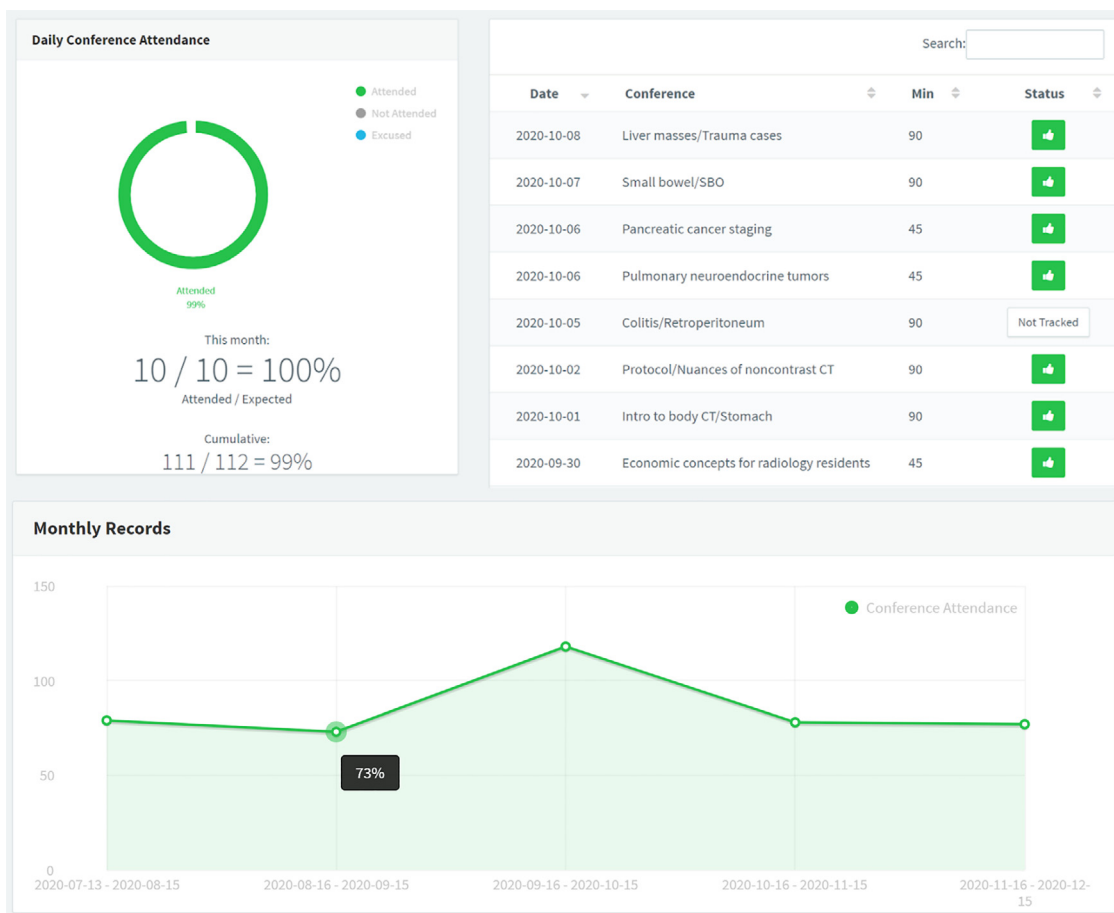 Daily Conference Attendance
Attended
Not Attended
Excused
Attended
99%
This month:
10 / 10 = 100%
Attended / Expected
Cumulative:
111 / 112 = 99%
Search:
Date Conference Min Status
2020-10-08 Liver masses/Trauma cases 90
2020-10-07 Small bowel/SBO 90
2020-10-06 Pancreatic cancer staging 45
2020-10-06 Pulmonary neuroendocrine tumors 45
2020-10-05 Colitis/Retroperitoneum 90 Not Tracked
2020-10-02 Protocol/Nuances of noncontrast CT 90
2020-10-01 Intro to body CT/Stomach 90
2020-09-30 Economic concepts for radiology residents 45
Monthly Records
150
Conference Attendance
100
73%
50
0
2020-07-13 - 2020-08-15 2020-08-16 - 2020-09-15 2020-09-16 - 2020-10-15 2020-10-16 - 2020-11-15 2020-11-16 - 2020-12-
15